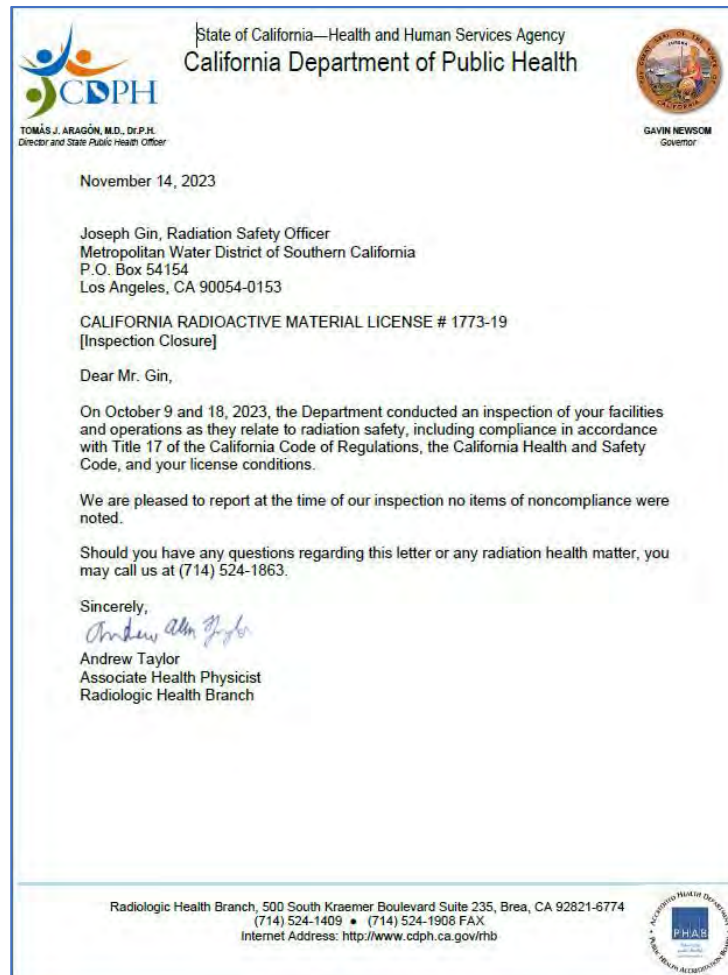 State of California—Health and Human Services Agency
California Department of Public Health
CDPH
TOMÁS J. ARAGÓN, M.D., Dr.P.H.
Director and State Public Health Officer
GAVIN NEWSOM
Governor
November 14, 2023
Joseph Gin, Radiation Safety Officer
Metropolitan Water District of Southern California
P.O. Box 54154
Los Angeles, CA 90054-0153
CALIFORNIA RADIOACTIVE MATERIAL LICENSE # 1773-19
[Inspection Closure]
Dear Mr. Gin,
On October 9 and 18, 2023, the Department conducted an inspection of your facilities
and operations as they relate to radiation safety, including compliance in accordance
with Title 17 of the California Code of Regulations, the California Health and Safety
Code, and your license conditions.
We are pleased to report at the time of our inspection no items of noncompliance were
noted.
Should you have any questions regarding this letter or any radiation health matter, you
may call us at (714) 524-1863.
Sincerely,
Andrew Taylor
Associate Health Physicist
Radiologic Health Branch
Radiologic Health Branch, 500 South Kraemer Boulevard Suite 235, Brea, CA 92821-6774
(714) 524-1409 ● (714) 524-1908 FAX
Internet Address: http://www.cdph.ca.gov/rhb
PHAB